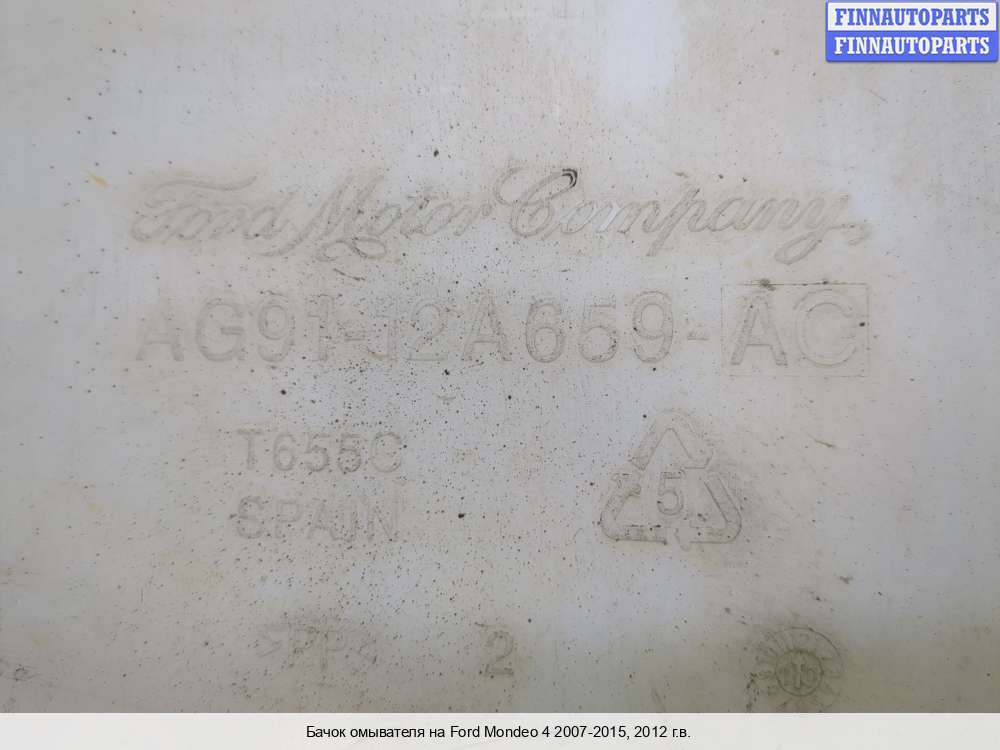 FINNAUTOPARTS
FINNAUTOPARTS
Ford Motor Company,
AG91-12A659-AC
T655C
SPAIN
5
2
Бачок омывателя на Ford Mondeo 4 2007-2015, 2012 г.в.